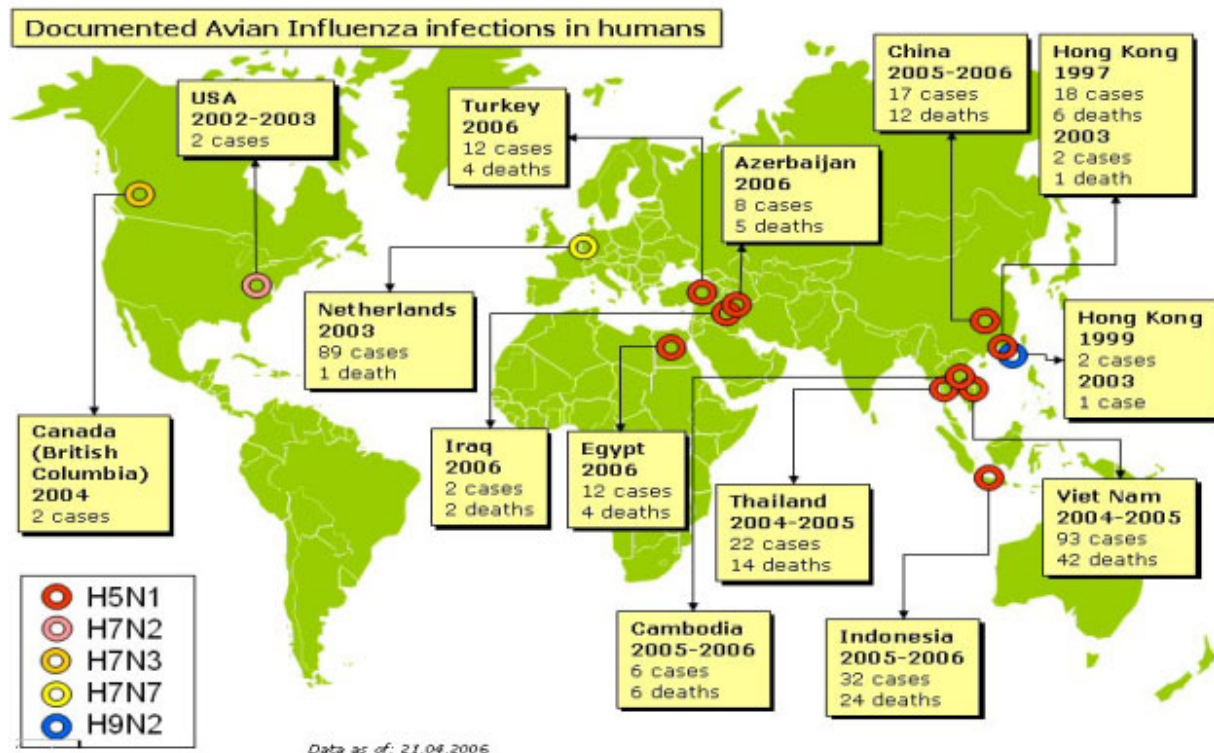 Documented Avian Influenza infections in humans
USA
2002-2003
2 cases
Turkey
2006
12 cases
4 deaths
China
2005-2006
17 cases
12 deaths
Hong Kong
1997
18 cases
6 deaths
2003
2 cases
1 death
Azerbaijan
2006
8 cases
5 deaths
Netherlands
2003
89 cases
1 death
Hong Kong
1999
2 cases
2003
1 case
Canada
(British
Columbia)
2004
2 cases
Iraq
2006
2 cases
2 deaths
Egypt
2006
12 cases
4 deaths
Thailand
2004-2005
22 cases
14 deaths
Viet Nam
2004-2005
93 cases
42 deaths
Cambodia
2005-2006
6 cases
6 deaths
Indonesia
2005-2006
32 cases
24 deaths
H5N1
H7N2
H7N3
H7N7
H9N2
Data as of: 21.04.2006